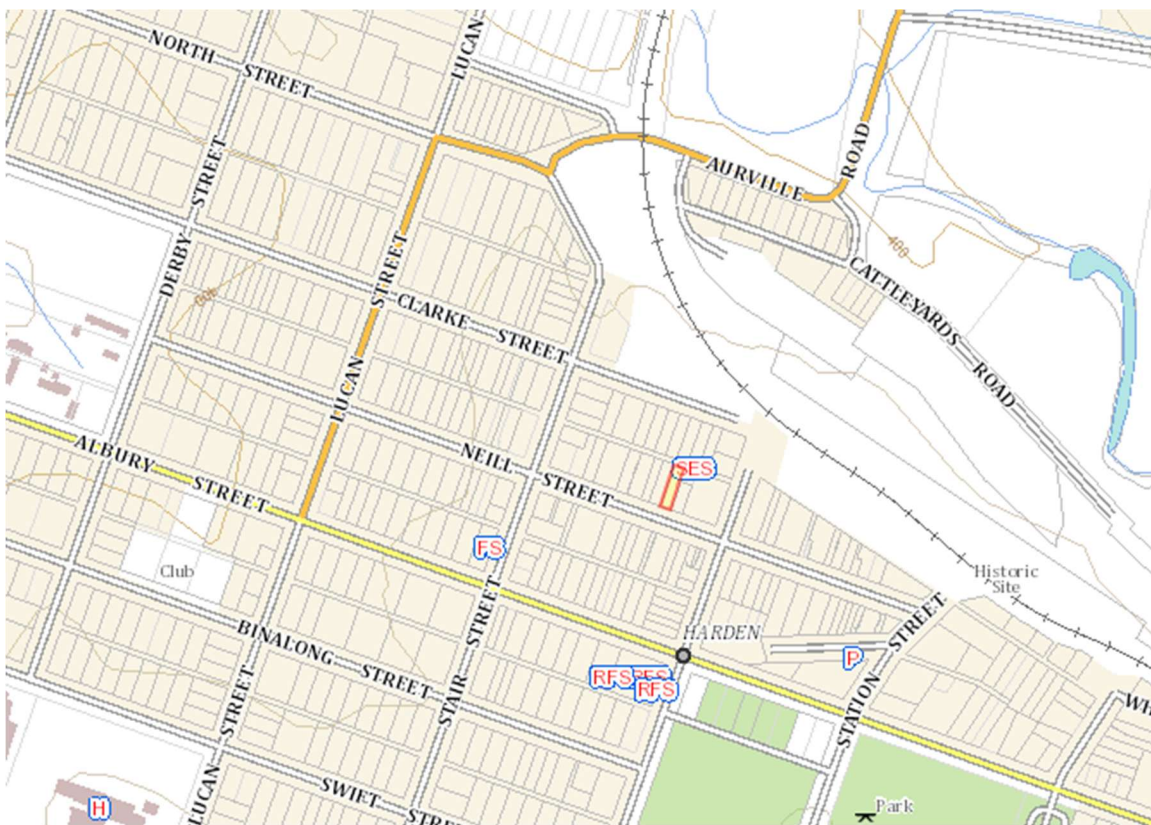 NORTH STREET
LUCAN
AURVILLE ROAD
DERBY STREET
LUCAN STREET
400
CATTLEYARDS ROAD
CLARKE STREET
NEILL STREET
SES
ALBURY STREET
FS
Club
Historic Site
BINALONG STREET
STAIR STREET
HARDEN
P
RFS
RFS
STATION STREET
LUCAN STREET
SWIFT
H
Park